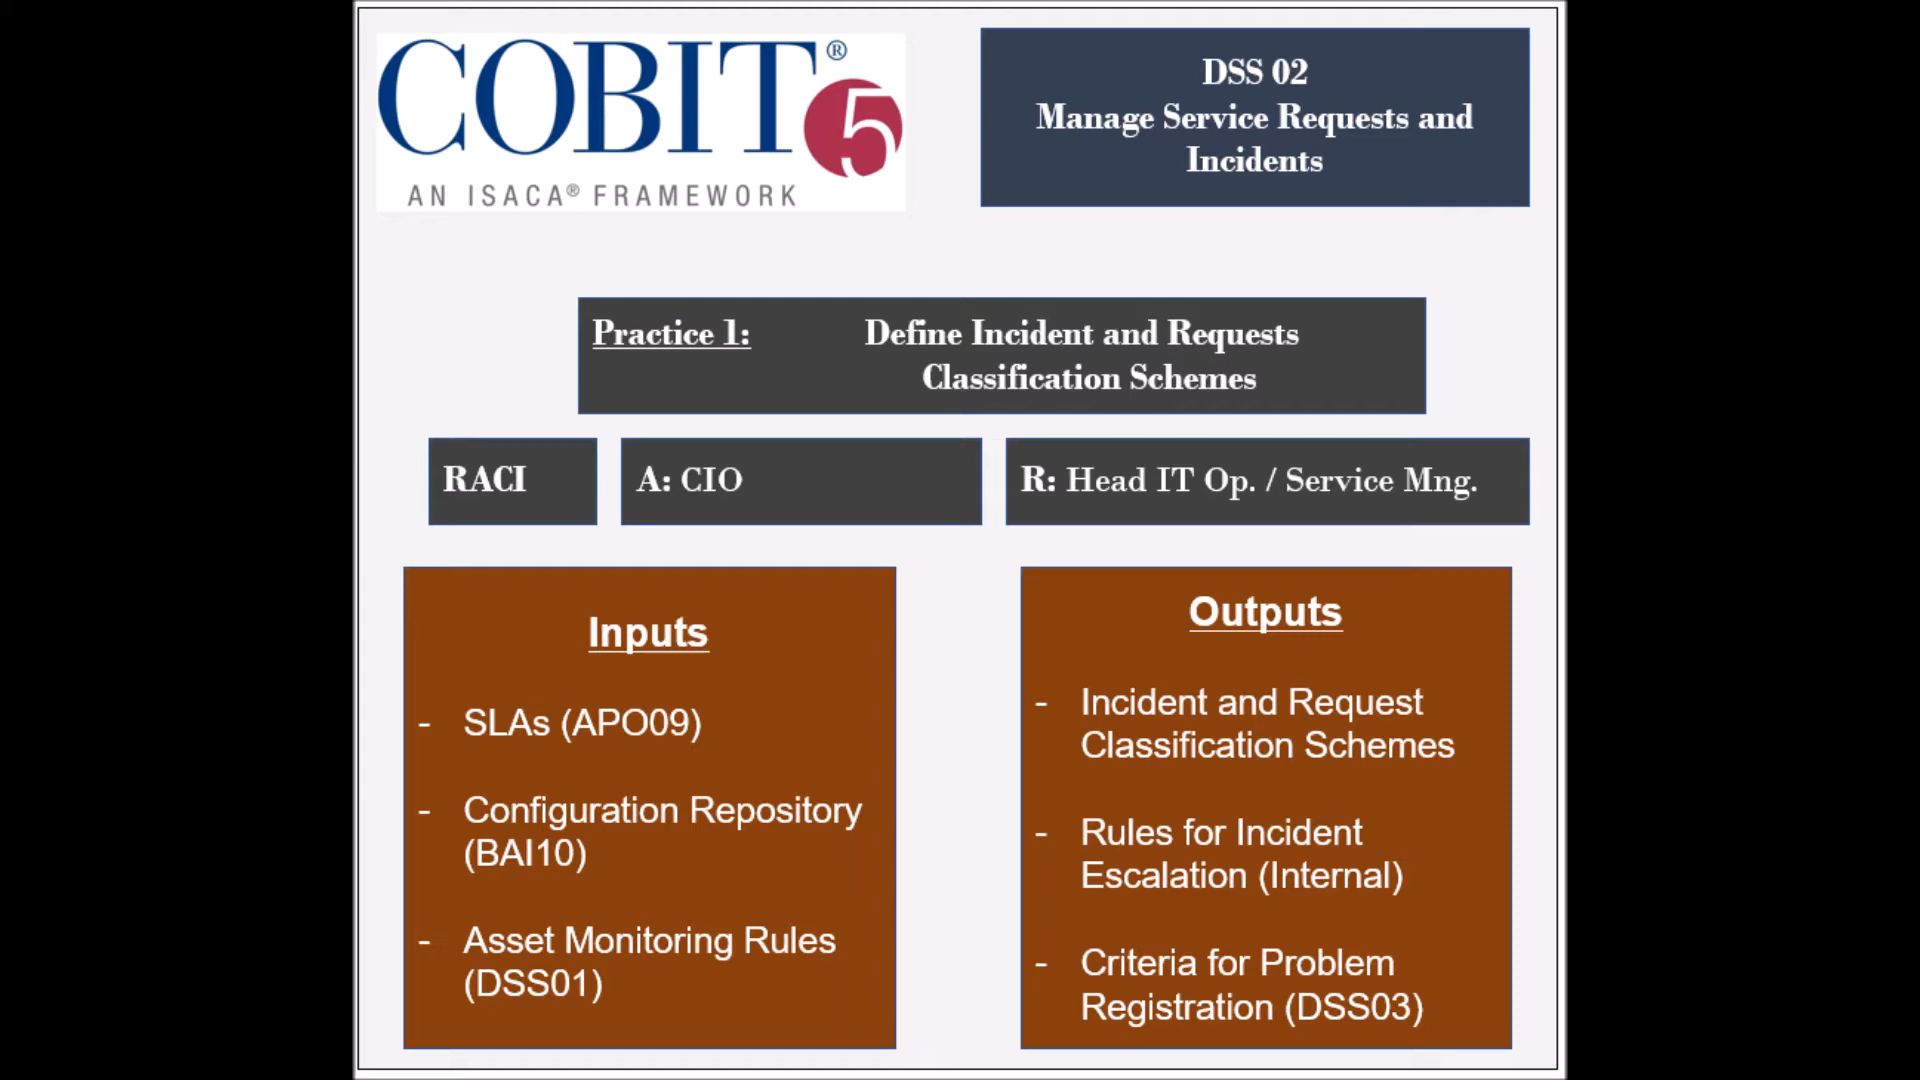 COBIT® 5
AN ISACA® FRAMEWORK
DSS 02
Manage Service Requests and
Incidents
Practice 1: Define Incident and Requests
Classification Schemes
RACI
A: CIO
R: Head IT Op. / Service Mng.
Inputs
- SLAs (APO09)
- Configuration Repository
(BAI10)
- Asset Monitoring Rules
(DSS01)
Outputs
- Incident and Request
Classification Schemes
- Rules for Incident
Escalation (Internal)
- Criteria for Problem
Registration (DSS03)